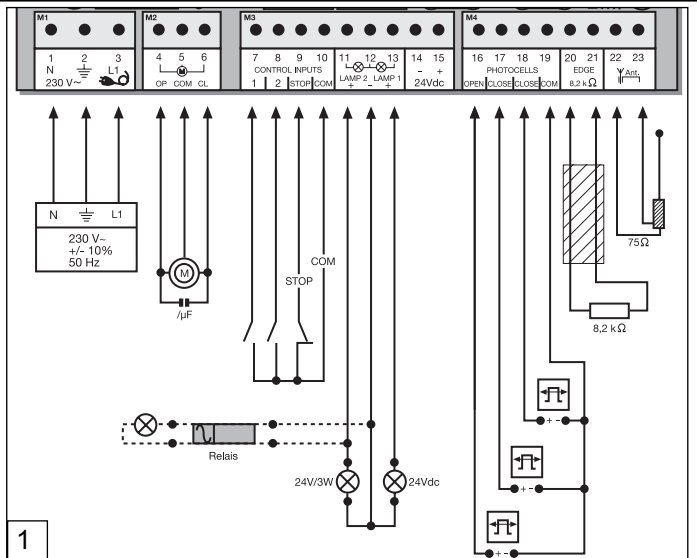 M1 M2 M3 M4
1 2 3 4 5 6 7 8 9 10 11 12 13 14 15 16 17 18 19 20 21 22 23
N L1 M CONTROL INPUTS LAMP 2 LAMP 1 - + PHOTOCELLS EDGE Ant.
230 V~ OP COM CL 1 2 STOP COM + - + 24Vdc OPEN CLOSE CLOSE COM 8,2 kΩ
N L1
230 V~
+/- 10%
50 Hz
M
/µF
COM
STOP
75Ω
8,2 kΩ
+ -
Relais
+ -
24V/3W
24Vdc
+ -
1